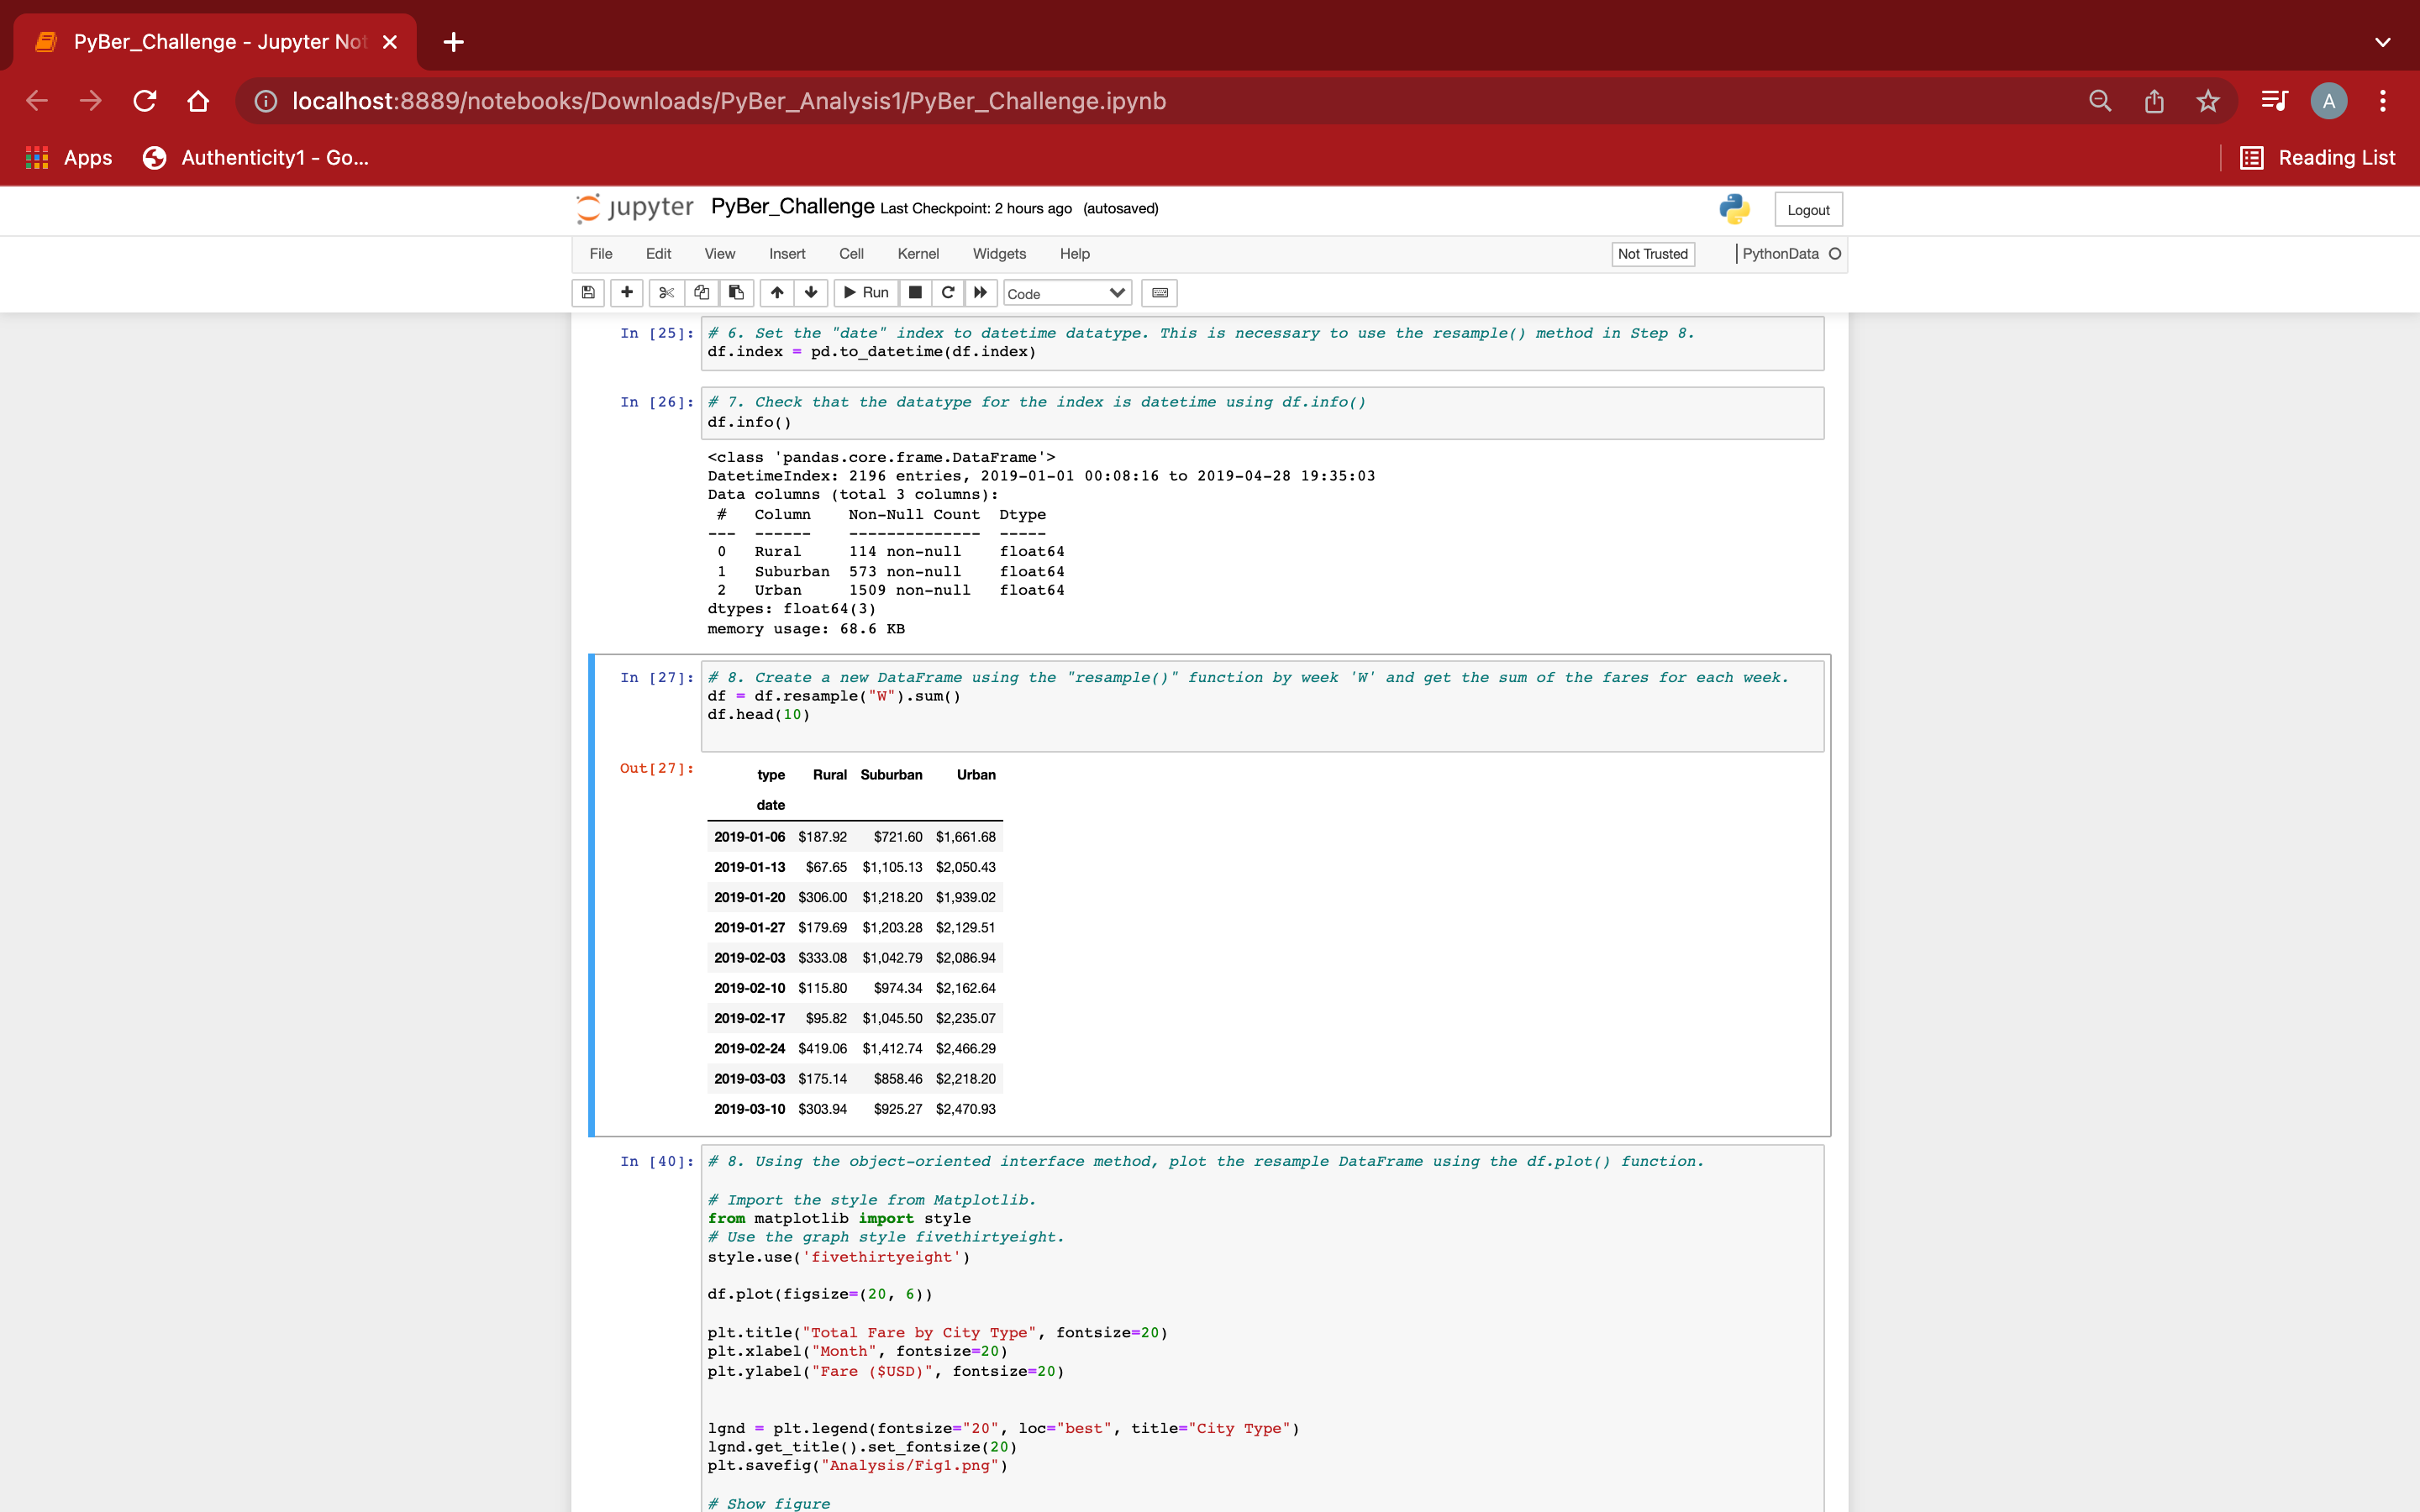 PyBer_Challenge - Jupyter Not
localhost:8889/notebooks/Downloads/PyBer_Analysis1/PyBer_Challenge.ipynb
A
Apps Authenticity1 - Go... Reading List
jupyter PyBer_Challenge Last Checkpoint: 2 hours ago (autosaved) Logout
File Edit View Insert Cell Kernel Widgets Help Not Trusted PythonData
Run Code
In [25]: # 6. Set the "date" index to datetime datatype. This is necessary to use the resample() method in Step 8.
df.index = pd.to_datetime(df.index)
In [26]: # 7. Check that the datatype for the index is datetime using df.info()
df.info()
<class 'pandas.core.frame.DataFrame'>
DatetimeIndex: 2196 entries, 2019-01-01 00:08:16 to 2019-04-28 19:35:03
Data columns (total 3 columns):
# Column Non-Null Count Dtype
--- ------ -------------- -----
0 Rural 114 non-null float64
1 Suburban 573 non-null float64
2 Urban 1509 non-null float64
dtypes: float64(3)
memory usage: 68.6 KB
In [27]: # 8. Create a new DataFrame using the "resample()" function by week 'W' and get the sum of the fares for each week.
df = df.resample("W").sum()
df.head(10)
Out[27]: type Rural Suburban Urban
date
2019-01-06 $187.92 $721.60 $1,661.68
2019-01-13 $67.65 $1,105.13 $2,050.43
2019-01-20 $306.00 $1,218.20 $1,939.02
2019-01-27 $179.69 $1,203.28 $2,129.51
2019-02-03 $333.08 $1,042.79 $2,086.94
2019-02-10 $115.80 $974.34 $2,162.64
2019-02-17 $95.82 $1,045.50 $2,235.07
2019-02-24 $419.06 $1,412.74 $2,466.29
2019-03-03 $175.14 $858.46 $2,218.20
2019-03-10 $303.94 $925.27 $2,470.93
In [40]: # 8. Using the object-oriented interface method, plot the resample DataFrame using the df.plot() function.
# Import the style from Matplotlib.
from matplotlib import style
# Use the graph style fivethirtyeight.
style.use('fivethirtyeight')
df.plot(figsize=(20, 6))
plt.title("Total Fare by City Type", fontsize=20)
plt.xlabel("Month", fontsize=20)
plt.ylabel("Fare ($USD)", fontsize=20)
lgnd = plt.legend(fontsize="20", loc="best", title="City Type")
lgnd.get_title().set_fontsize(20)
plt.savefig("Analysis/Fig1.png")
# Show figure